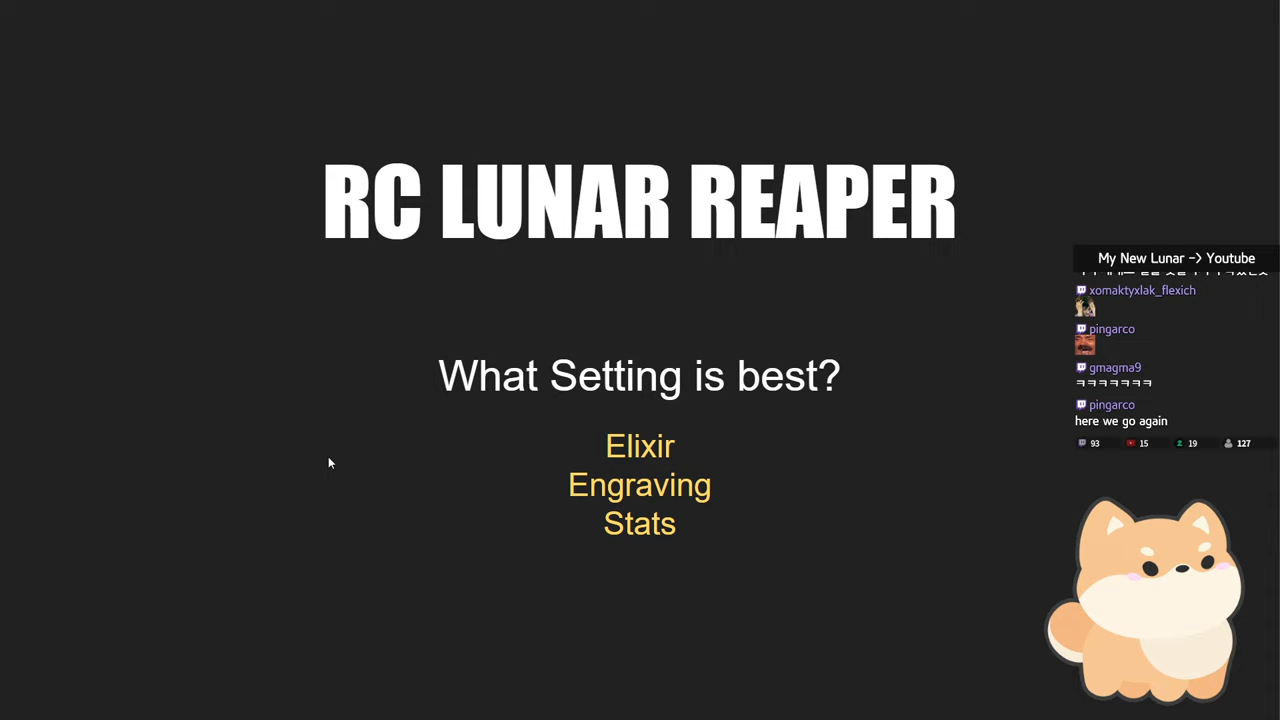 RC LUNAR REAPER
What Setting is best?
Elixir
Engraving
Stats
My New Lunar -> Youtube
xomaktyxlak_flexich
pingarco
gmagma9
ㅋㅋㅋㅋㅋㅋㅋ
pingarco
here we go again
93 15 19 127